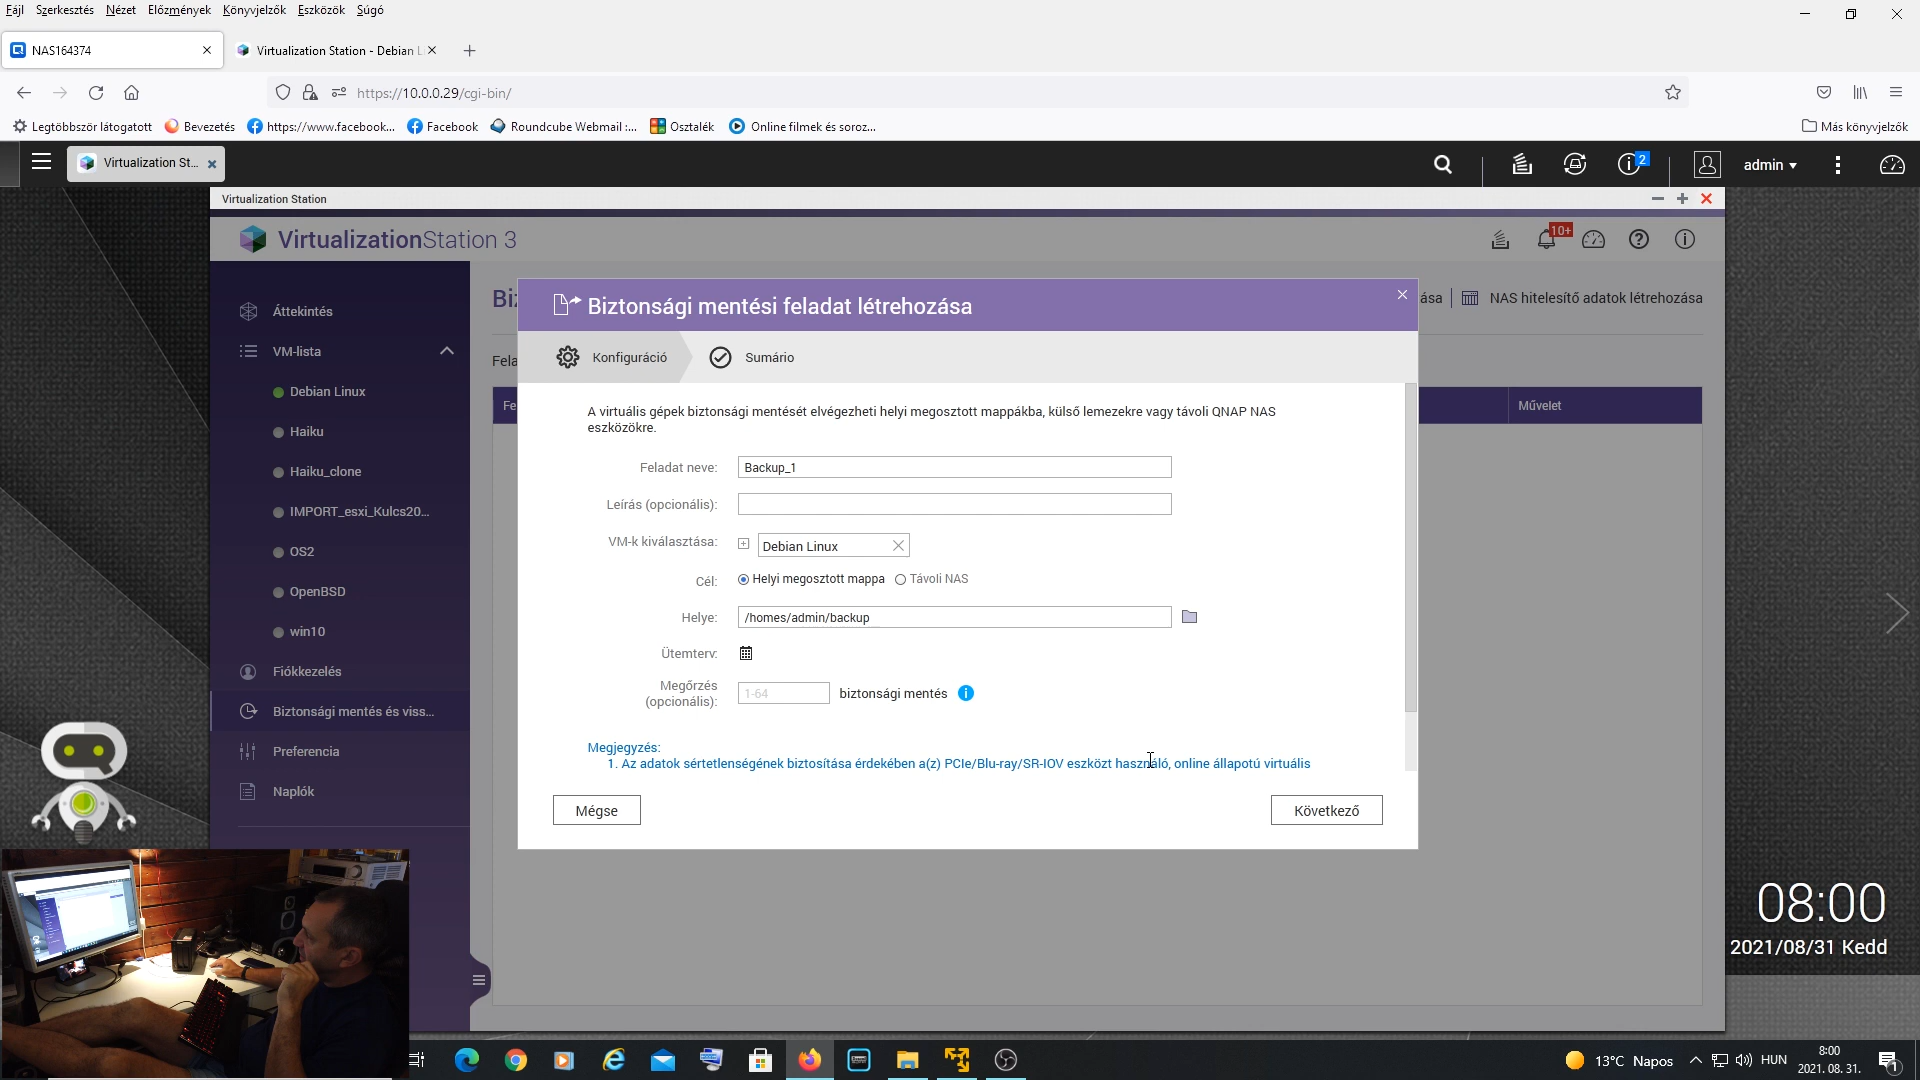 Fájl Szerkesztés Nézet Előzmények Könyvjelzők Eszközök Súgó
NAS164374
Virtualization Station - Debian L
https://10.0.0.29/cgi-bin/
Legtöbbször látogatott Bevezetés https://www.facebook... Facebook Roundcube Webmail :... Osztalék Online filmek és soroz... Más könyvjelzők
Virtualization St... 2 admin
Virtualization Station
VirtualizationStation 3 10+
Áttekintés
VM-lista
Debian Linux
Haiku
Haiku_clone
IMPORT_esxi_Kulcs20...
OS2
OpenBSD
win10
Fiókkezelés
Biztonsági mentés és viss...
Preferencia
Naplók
Bi
ása NAS hitelesítő adatok létrehozása
Fela
Fe
Művelet
Biztonsági mentési feladat létrehozása
Konfiguráció Sumário
A virtuális gépek biztonsági mentését elvégezheti helyi megosztott mappákba, külső lemezekre vagy távoli QNAP NAS
eszközökre.
Feladat neve: Backup_1
Leírás (opcionális):
VM-k kiválasztása: Debian Linux
Cél: Helyi megosztott mappa Távoli NAS
Helye: /homes/admin/backup
Ütemterv:
Megőrzés
(opcionális): 1-64 biztonsági mentés
Megjegyzés:
1. Az adatok sértetlenségének biztosítása érdekében a(z) PCIe/Blu-ray/SR-IOV eszközt használó, online állapotú virtuális
Mégse Következő
08:00
2021/08/31 Kedd
13°C Napos HUN 8:00
2021. 08. 31. 1